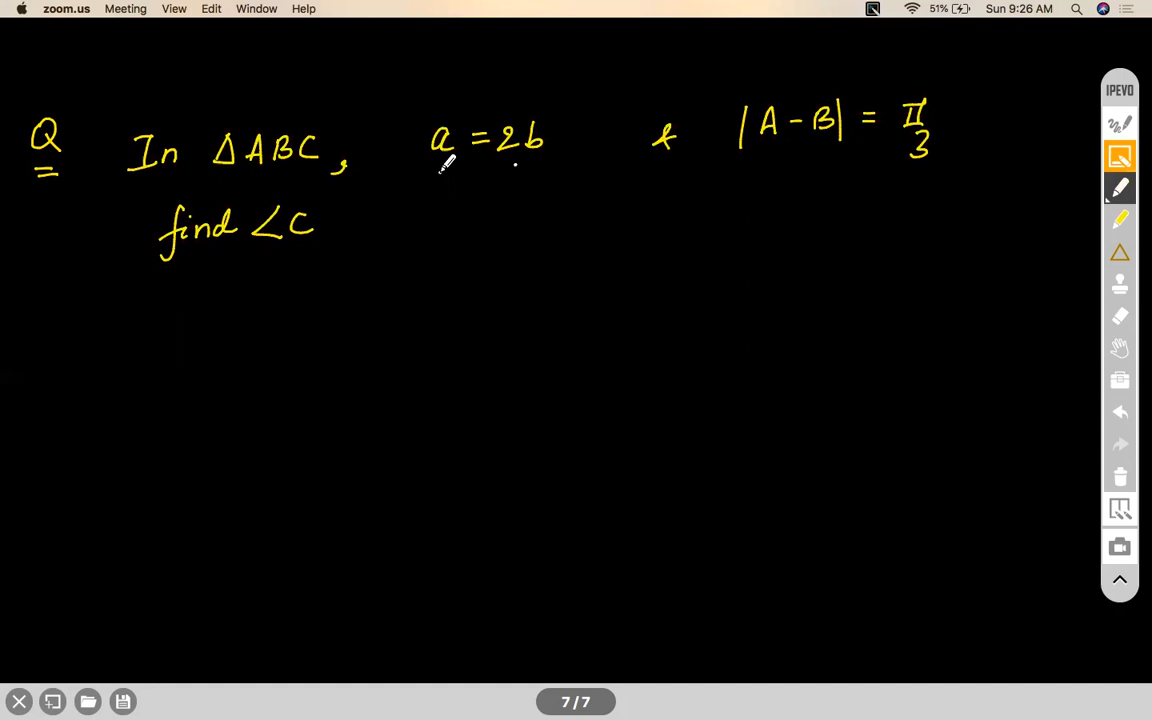 zoom.us Meeting View Edit Window Help 51% Sun 9:26 AM
IPEVO
Q In ΔABC, a = 2b & |A - B| = π/3
find ∠C
7/7